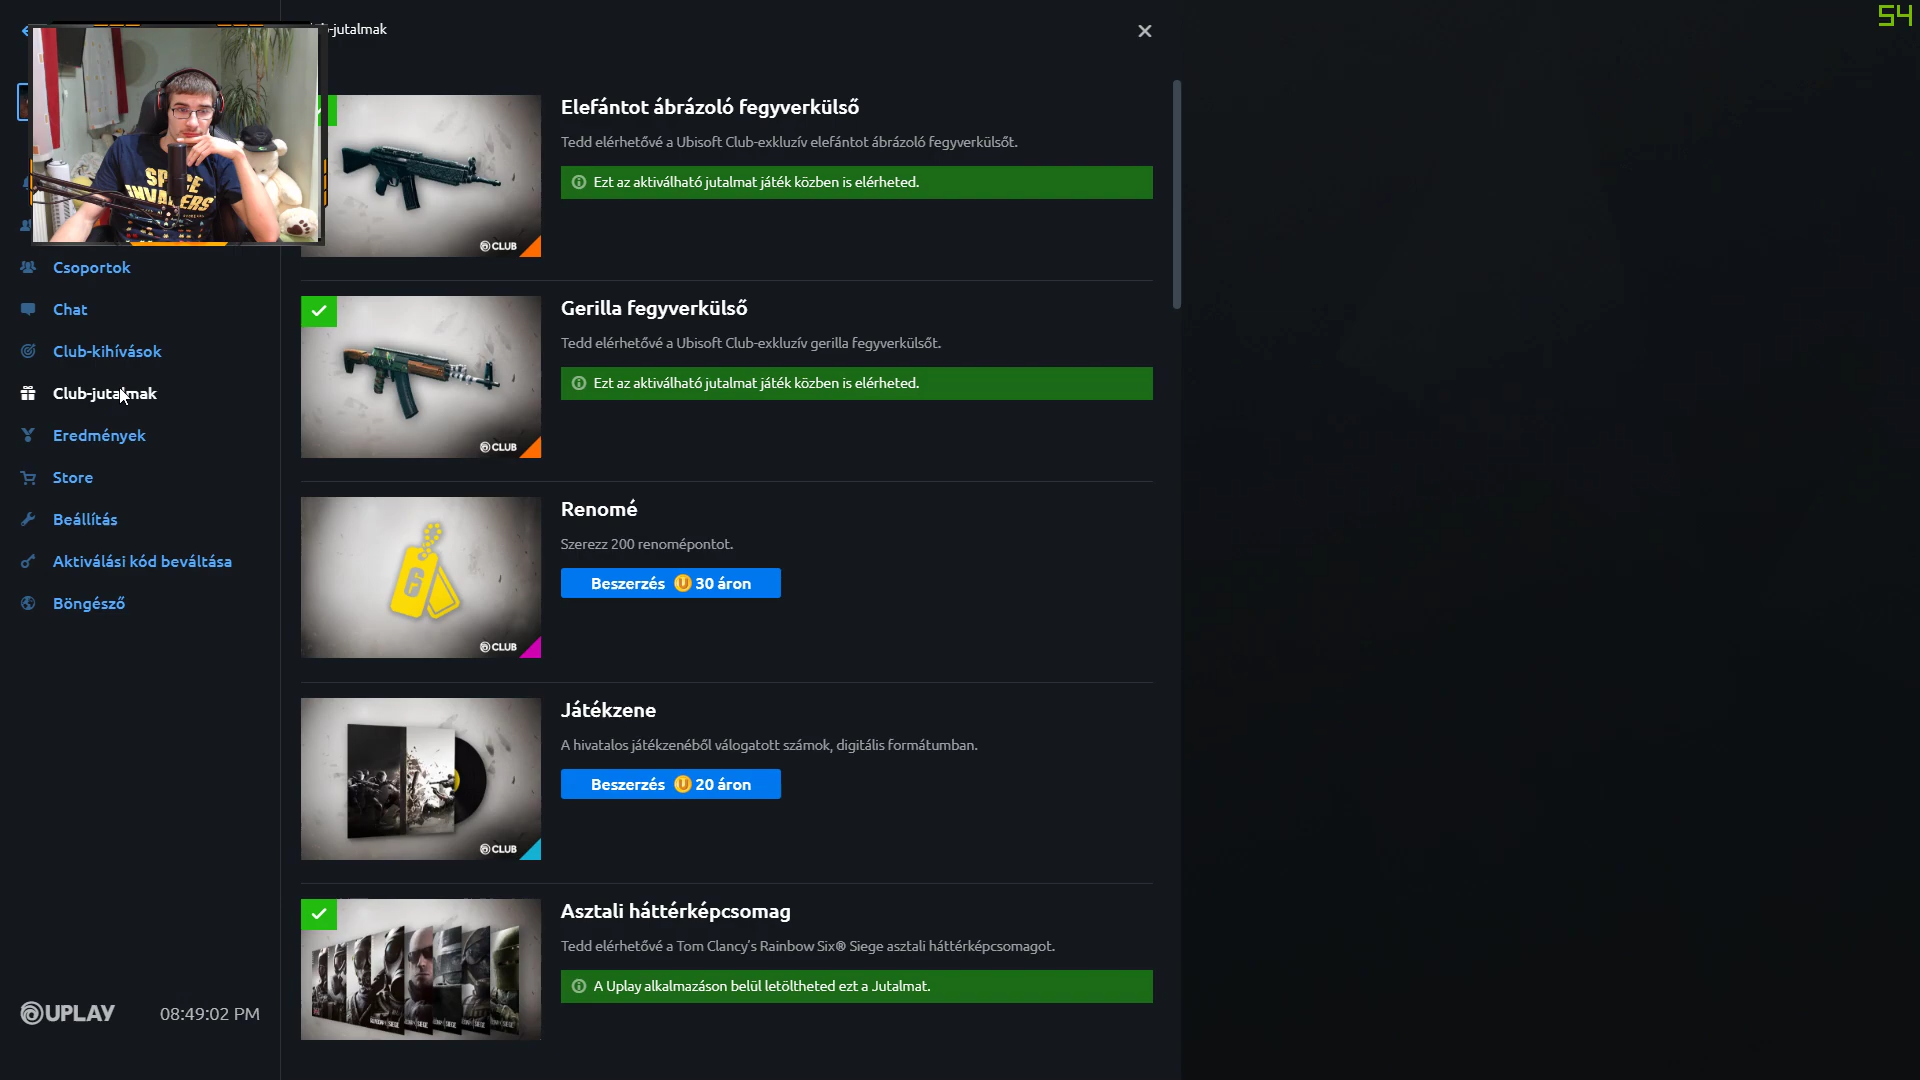 -jutalmak
54
SPACE
INVADERS
Csoportok
Chat
Club-kihívások
Club-jutalmak
Eredmények
Store
Beállítás
Aktiválási kód beváltása
Böngésző
UPLAY
08:49:02 PM
Elefántot ábrázoló fegyverkülső
Tedd elérhetővé a Ubisoft Club-exkluzív elefántot ábrázoló fegyverkülsőt.
Ezt az aktiválható jutalmat játék közben is elérheted.
CLUB
Gerilla fegyverkülső
Tedd elérhetővé a Ubisoft Club-exkluzív gerilla fegyverkülsőt.
Ezt az aktiválható jutalmat játék közben is elérheted.
CLUB
Renomé
Szerezz 200 renomépontot.
Beszerzés 30 áron
6
CLUB
Játékzene
A hivatalos játékzenéből válogatott számok, digitális formátumban.
Beszerzés 20 áron
CLUB
Asztali háttérképcsomag
Tedd elérhetővé a Tom Clancy's Rainbow Six® Siege asztali háttérképcsomagot.
A Uplay alkalmazáson belül letöltheted ezt a Jutalmat.